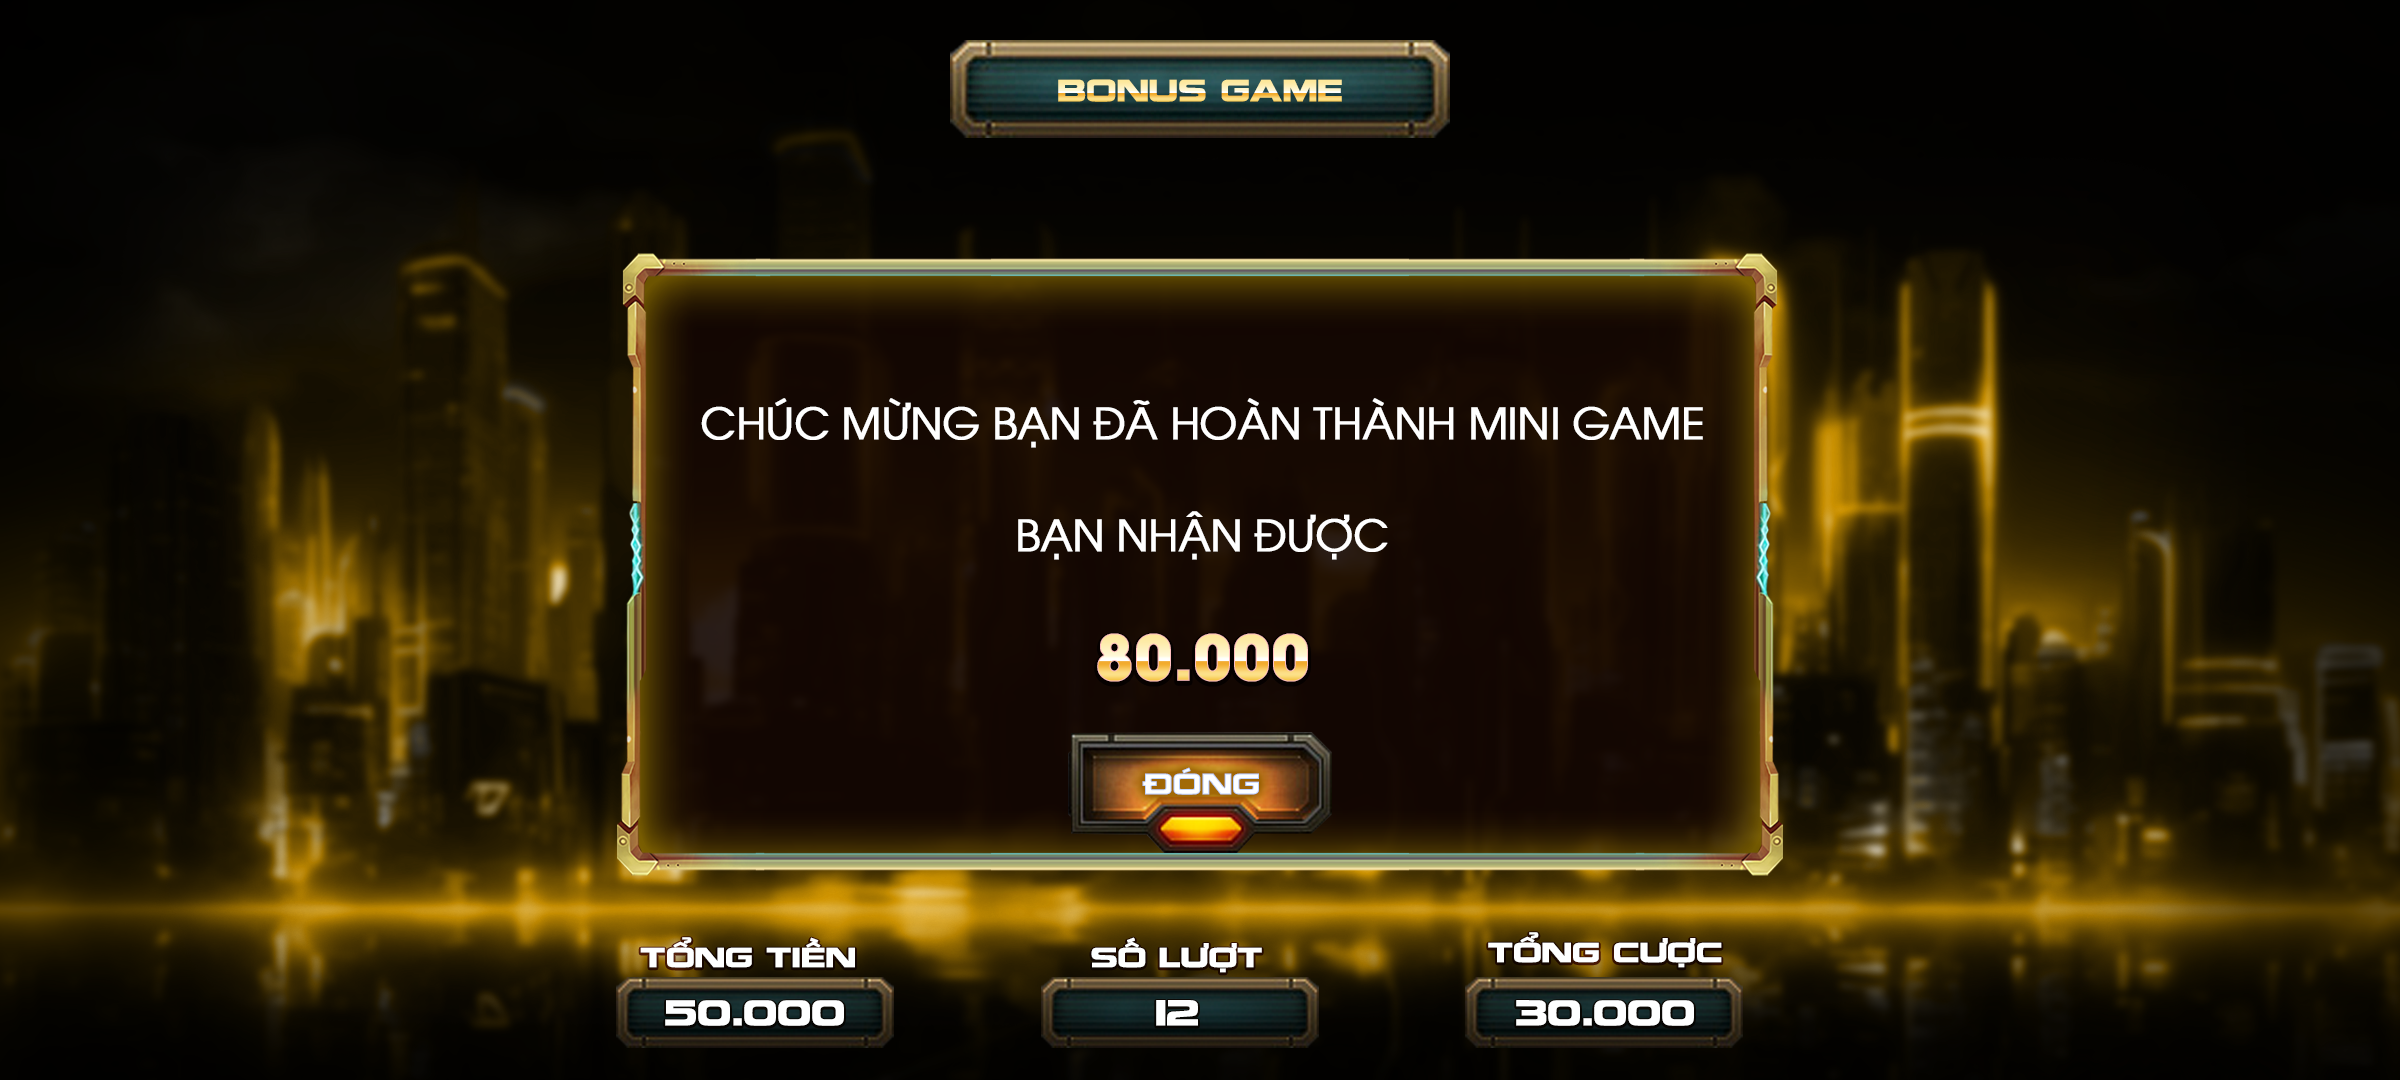 BONUS GAME
CHÚC MỪNG BẠN ĐÃ HOÀN THÀNH MINI GAME
BẠN NHẬN ĐƯỢC
80.000
ĐÓNG
TỔNG TIỀN
SỐ LƯỢT
TỔNG CƯỢC
50.000
12
30.000